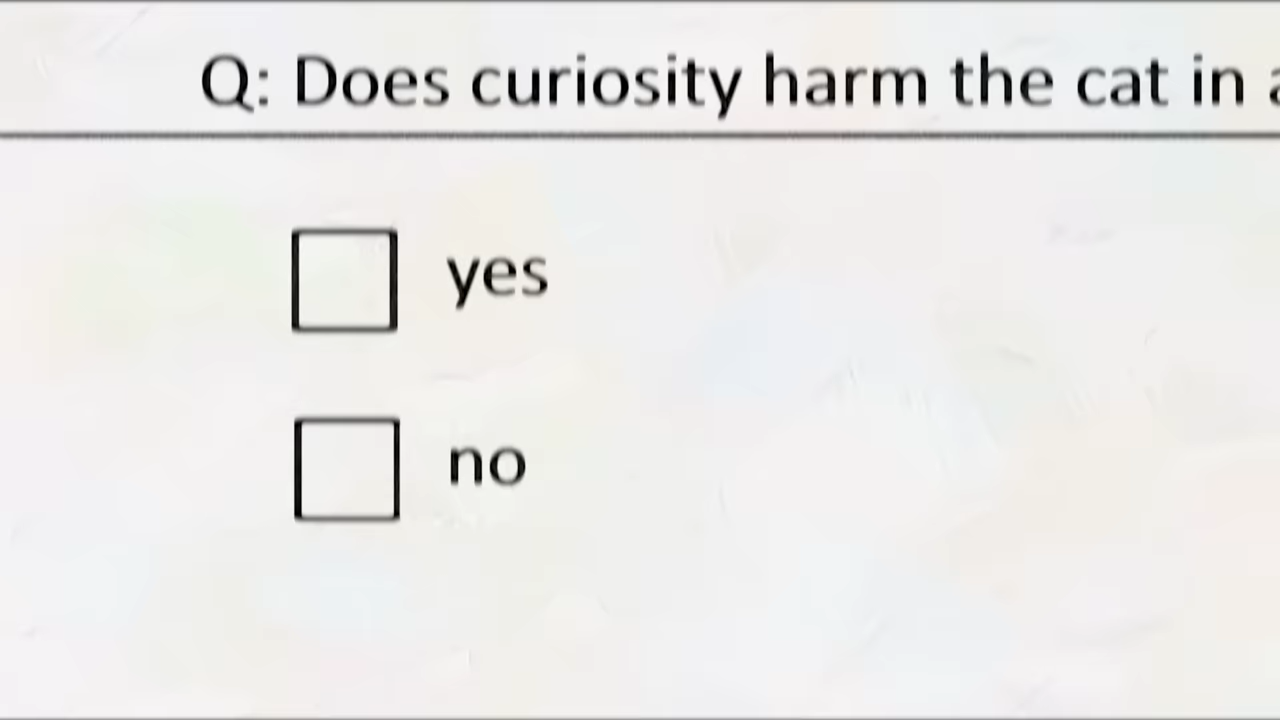 Q: Does curiosity harm the cat in
yes
no